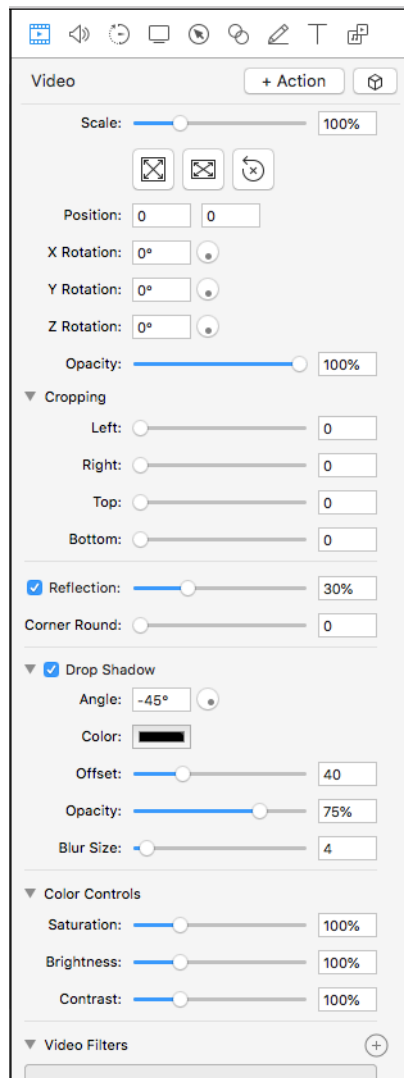 Video + Action
Scale: 100%
Position: 0 0
X Rotation: 0°
Y Rotation: 0°
Z Rotation: 0°
Opacity: 100%
Cropping
Left: 0
Right: 0
Top: 0
Bottom: 0
Reflection: 30%
Corner Round: 0
Drop Shadow
Angle: -45°
Color:
Offset: 40
Opacity: 75%
Blur Size: 4
Color Controls
Saturation: 100%
Brightness: 100%
Contrast: 100%
Video Filters